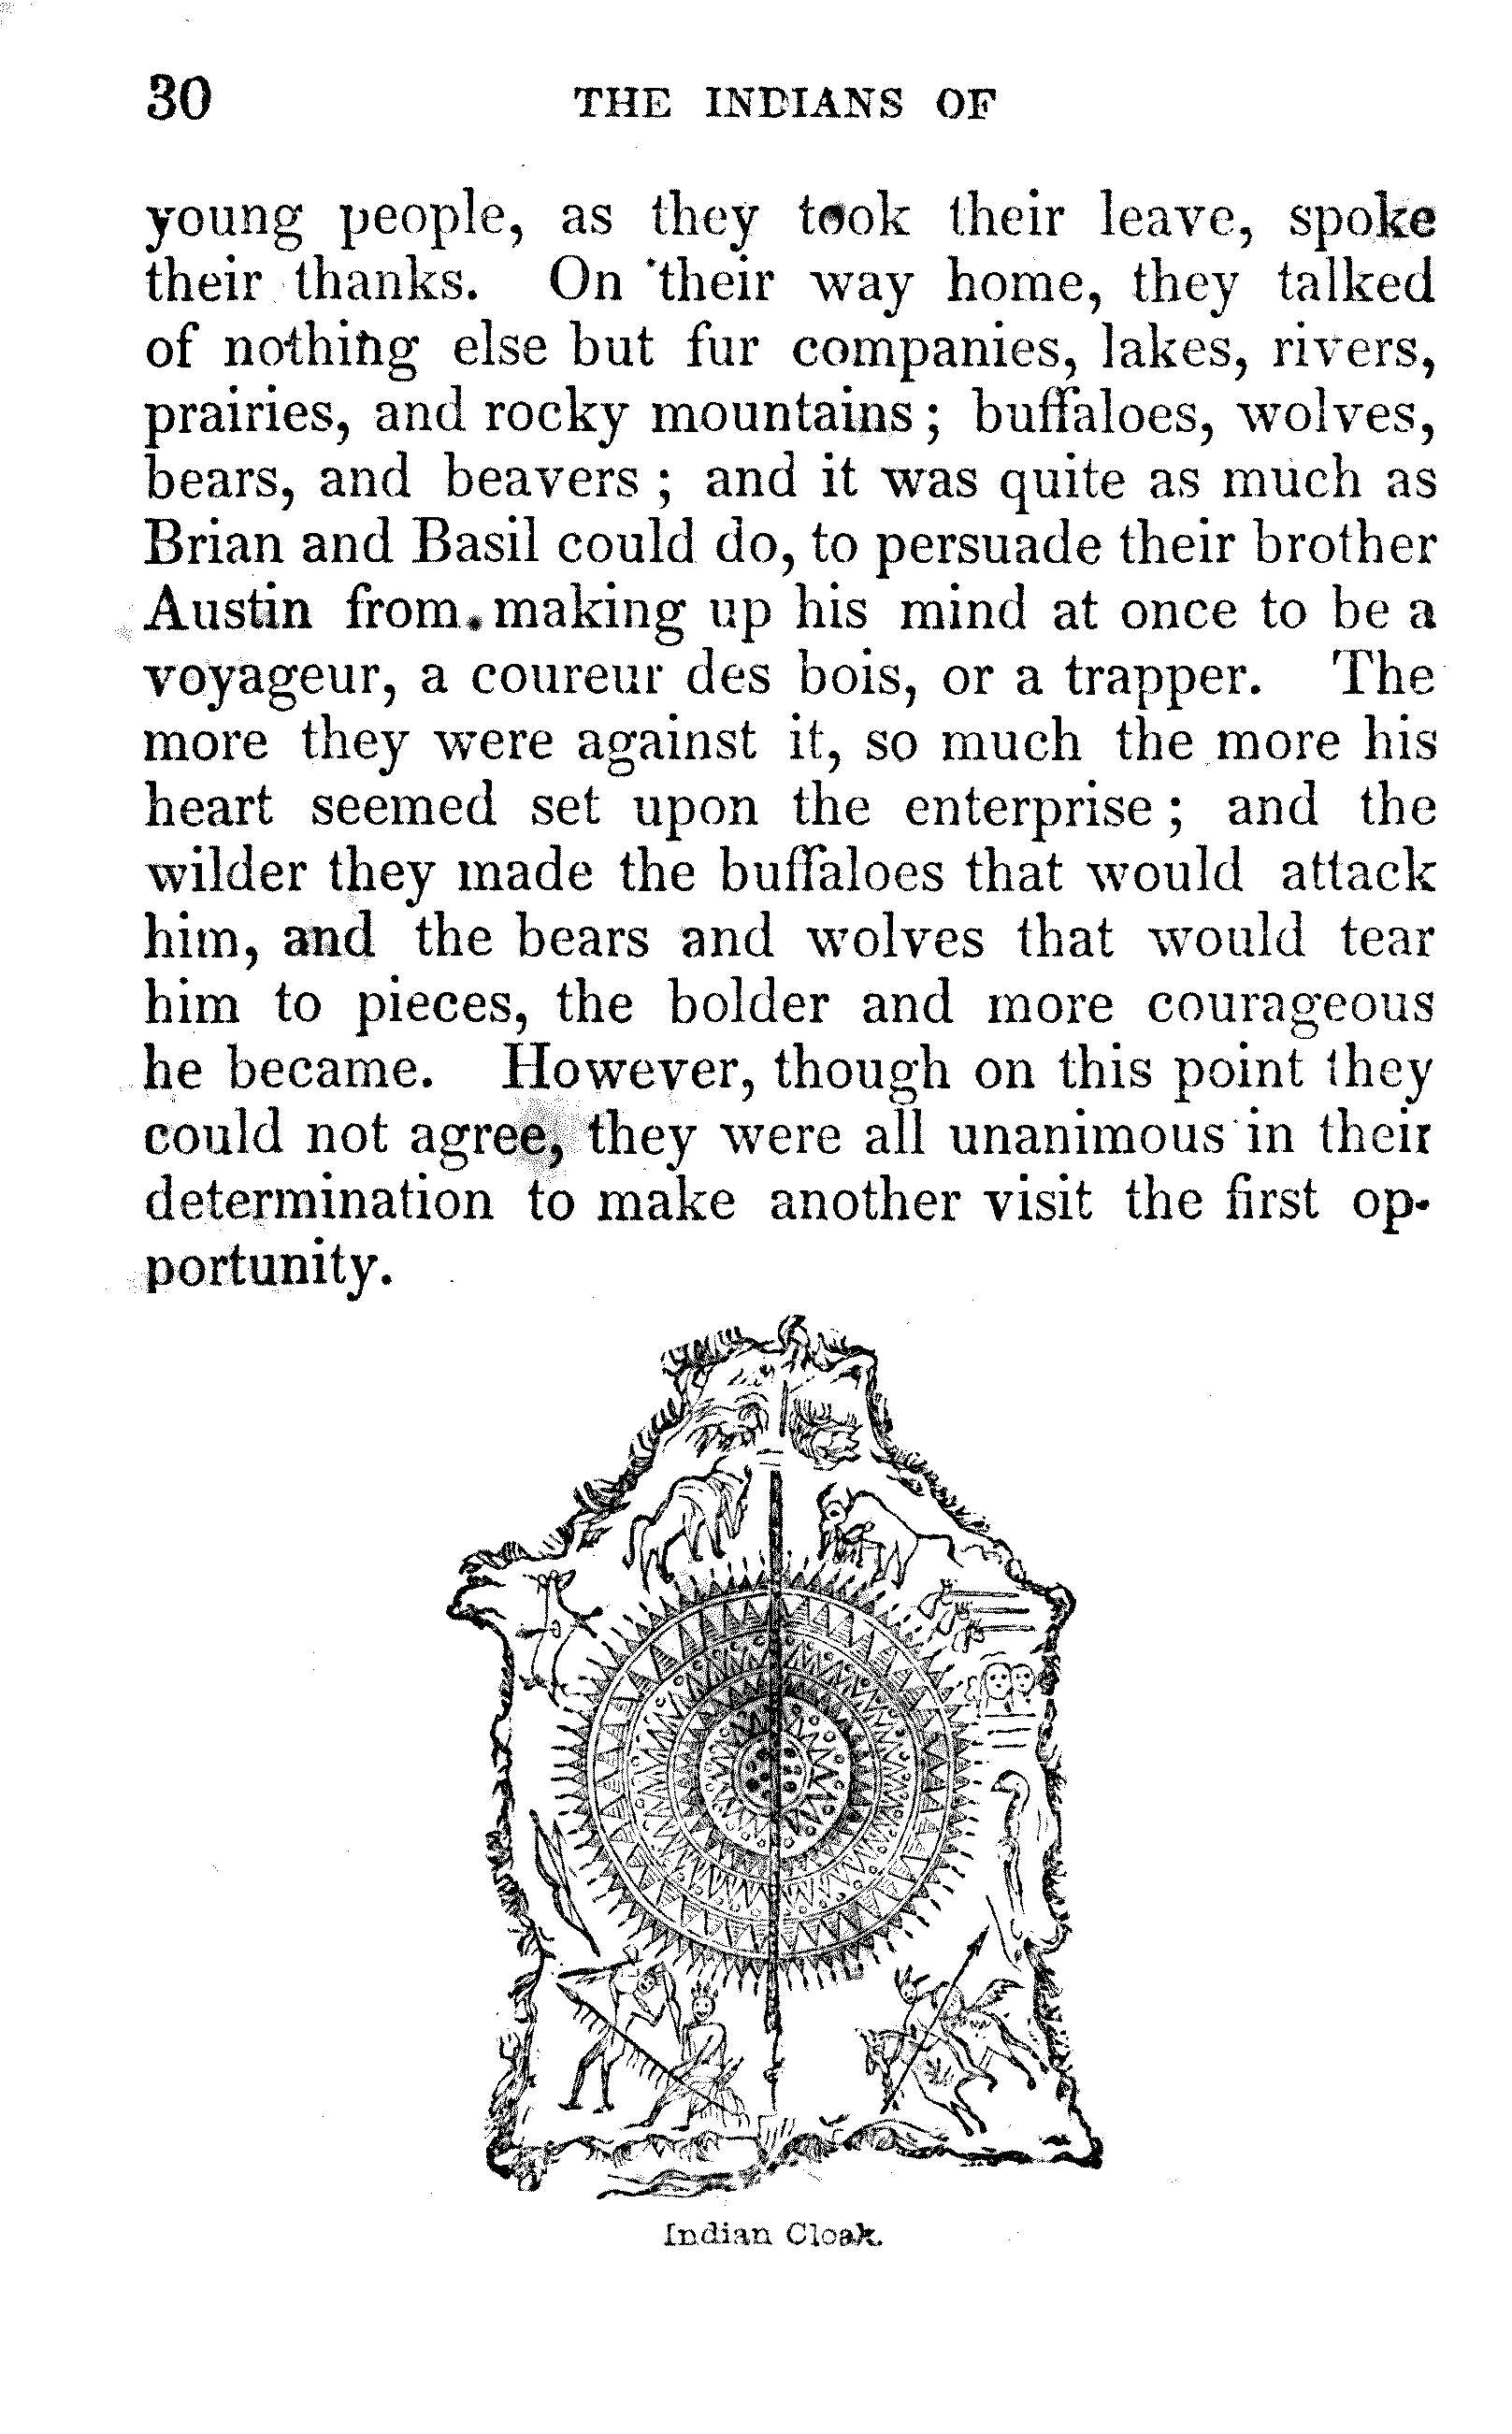 30 THE INDIANS OF
young people, as they took their leave, spoke
their thanks. On their way home, they talked
of nothing else but fur companies, lakes, rivers,
prairies, and rocky mountains; buffaloes, wolves,
bears, and beavers; and it was quite as much as
Brian and Basil could do, to persuade their brother
Austin from making up his mind at once to be a
voyageur, a coureur des bois, or a trapper. The
more they were against it, so much the more his
heart seemed set upon the enterprise; and the
wilder they made the buffaloes that would attack
him, and the bears and wolves that would tear
him to pieces, the bolder and more courageous
he became. However, though on this point they
could not agree, they were all unanimous in their
determination to make another visit the first op-
portunity.
Indian Cloak.